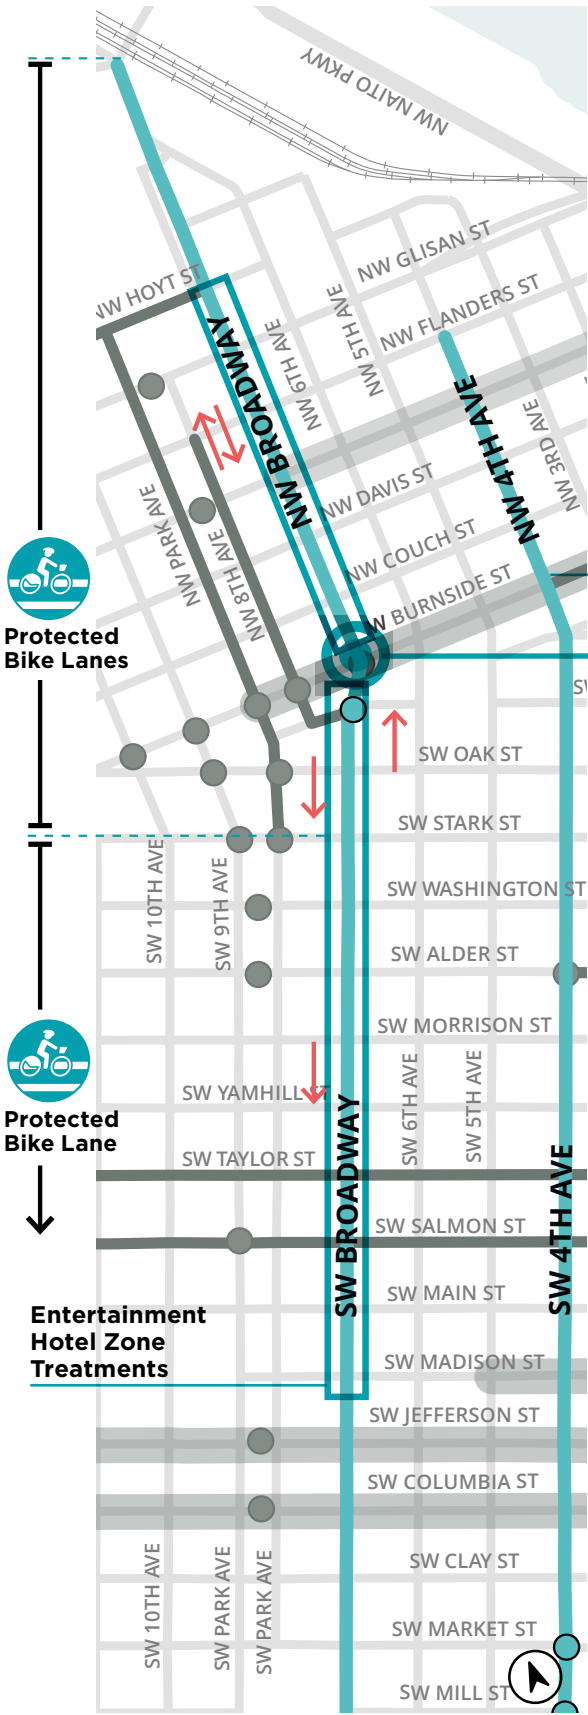 NW NAITO PKWY
NW GLISAN ST
NW HOYT ST
NW FLANDERS ST
NW BROADWAY
NW 6TH AVE
NW 5TH AVE
NW 4TH AVE
NW 3RD AVE
NW DAVIS ST
NW PARK AVE
NW 8TH AVE
NW COUCH ST
W BURNSIDE ST
Protected
Bike Lanes
SW
SW OAK ST
SW STARK ST
SW 10TH AVE
SW 9TH AVE
SW WASHINGTON ST
SW ALDER ST
SW MORRISON ST
SW YAMHILL ST
SW 6TH AVE
SW 5TH AVE
Protected
Bike Lane
SW TAYLOR ST
SW BROADWAY
SW 4TH AVE
SW SALMON ST
SW MAIN ST
Entertainment
Hotel Zone
Treatments
SW MADISON ST
SW JEFFERSON ST
SW COLUMBIA ST
SW 10TH AVE
SW PARK AVE
SW PARK AVE
SW CLAY ST
SW MARKET ST
SW MILL ST